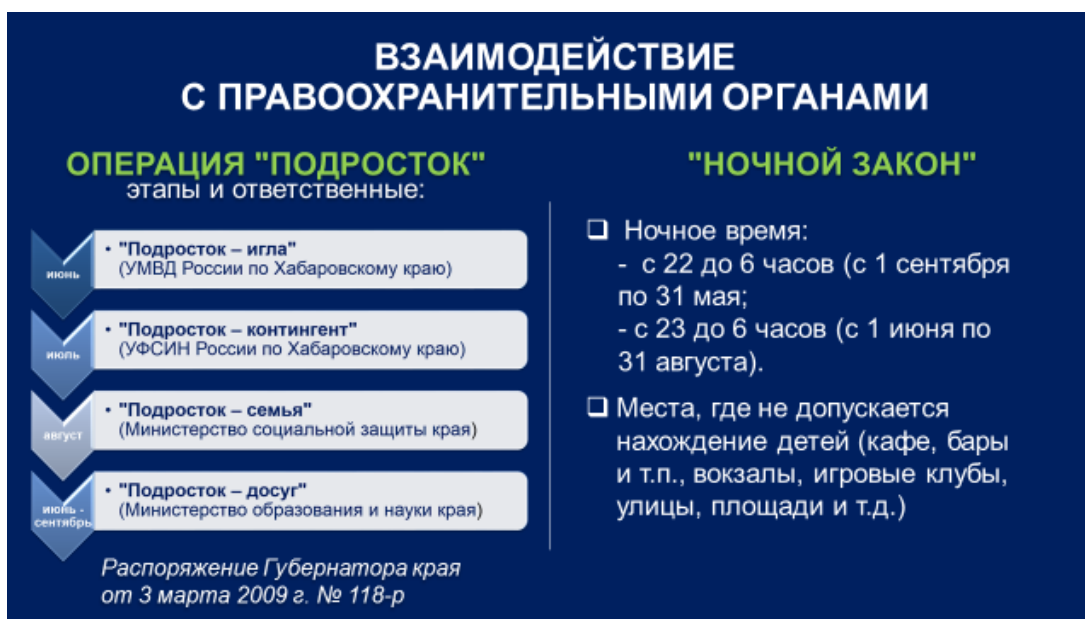 ВЗАИМОДЕЙСТВИЕ
С ПРАВООХРАНИТЕЛЬНЫМИ ОРГАНАМИ
ОПЕРАЦИЯ "ПОДРОСТОК"
этапы и ответственные:
июнь
• "Подросток – игла"
(УМВД России по Хабаровскому краю)
июль
• "Подросток – контингент"
(УФСИН России по Хабаровскому краю)
август
• "Подросток – семья"
(Министерство социальной защиты края)
июнь -
сентябрь
• "Подросток – досуг"
(Министерство образования и науки края)
Распоряжение Губернатора края
от 3 марта 2009 г. № 118-р
"НОЧНОЙ ЗАКОН"
❑ Ночное время:
- с 22 до 6 часов (с 1 сентября
по 31 мая;
- с 23 до 6 часов (с 1 июня по
31 августа).
❑ Места, где не допускается
нахождение детей (кафе, бары
и т.п., вокзалы, игровые клубы,
улицы, площади и т.д.)